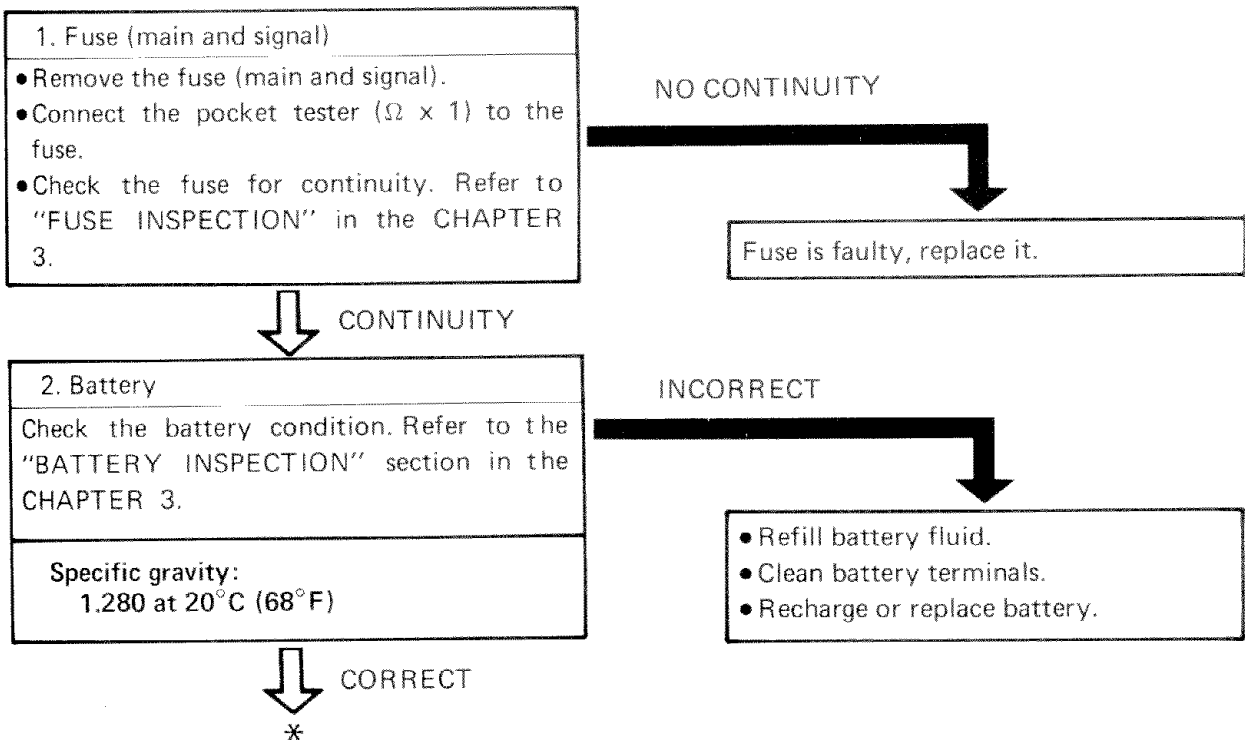 1. Fuse (main and signal)
● Remove the fuse (main and signal).
● Connect the pocket tester (Ω x 1) to the
fuse.
● Check the fuse for continuity. Refer to
"FUSE INSPECTION" in the CHAPTER
3.
NO CONTINUITY
Fuse is faulty, replace it.
CONTINUITY
2. Battery
Check the battery condition. Refer to the
"BATTERY INSPECTION" section in the
CHAPTER 3.
Specific gravity:
1.280 at 20°C (68°F)
INCORRECT
● Refill battery fluid.
● Clean battery terminals.
● Recharge or replace battery.
CORRECT
*